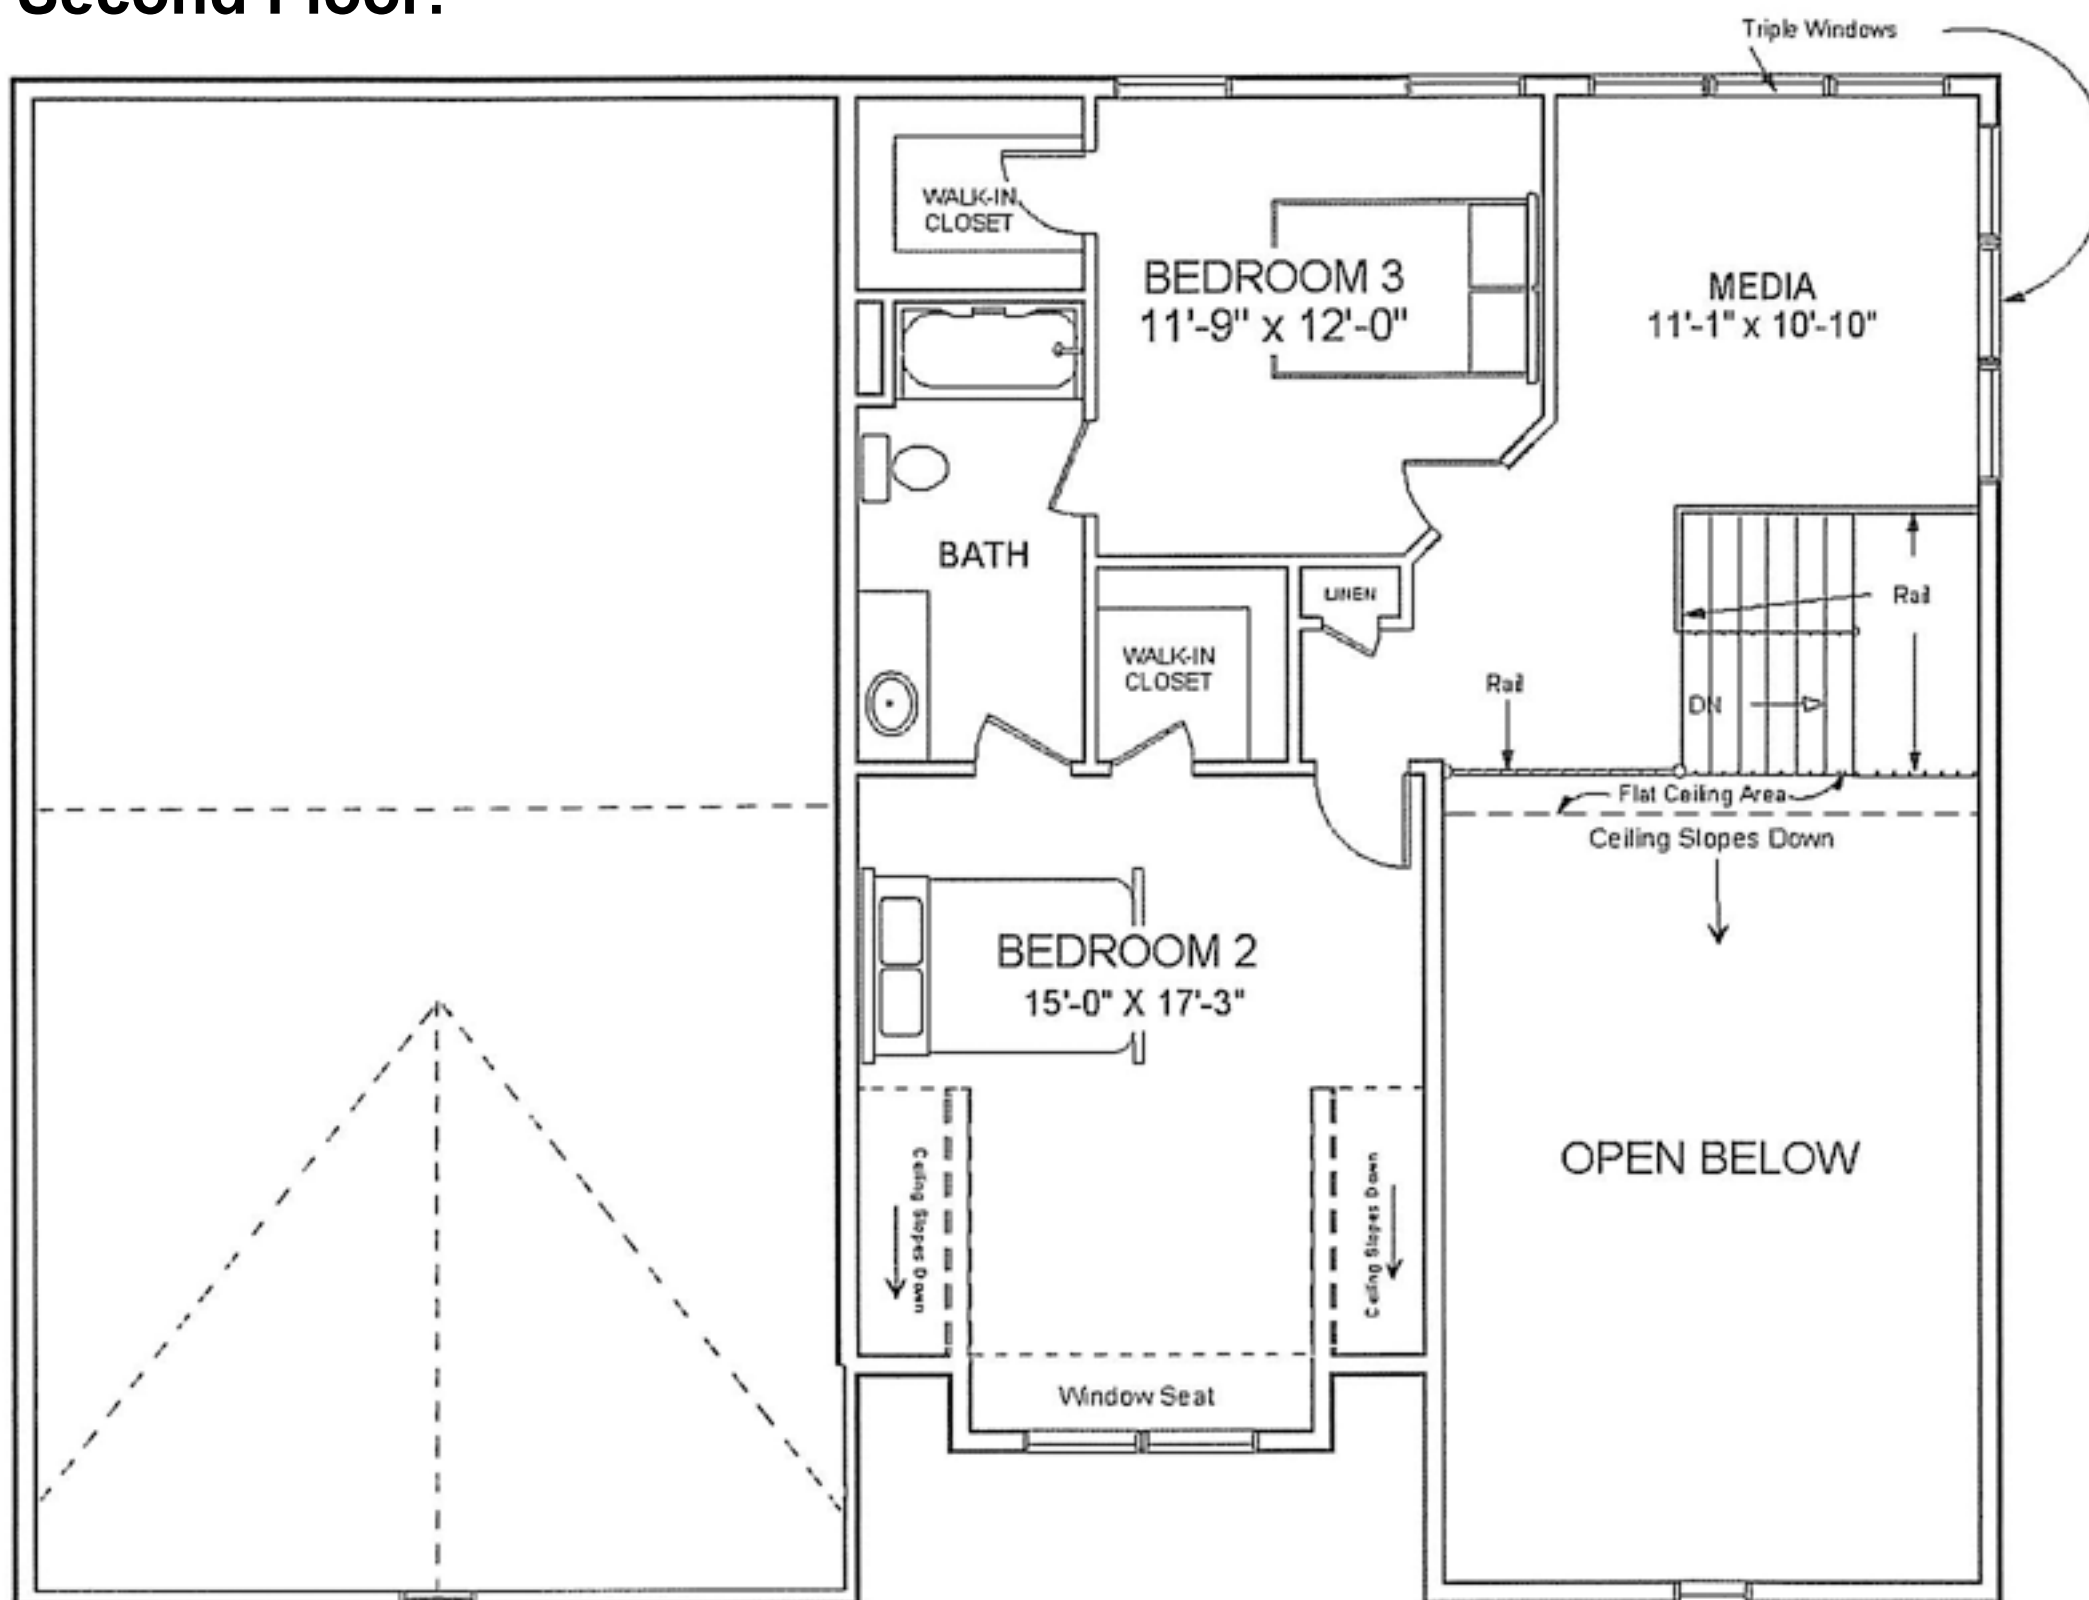 Second Floor:
Triple Windows
WALK-IN
CLOSET
BEDROOM 3
11'-9" x 12'-0"
MEDIA
11'-1" x 10'-10"
BATH
LINEN
Rail
WALK-IN
CLOSET
Rail
DN
Flat Ceiling Area
Ceiling Slopes Down
BEDROOM 2
15'-0" X 17'-3"
Ceiling Slopes Down
Ceiling Slopes Down
OPEN BELOW
Window Seat